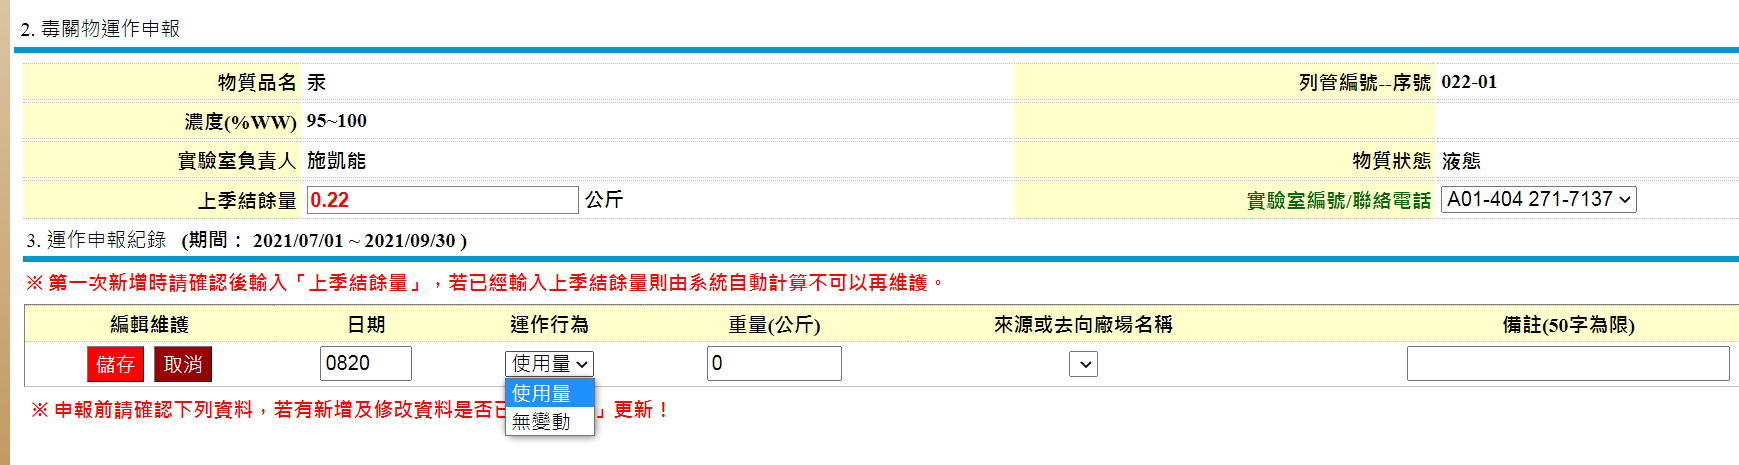 2. 毒關物運作申報
物質品名 汞 列管編號--序號 022-01
濃度(%WW) 95~100
實驗室負責人 施凱能 物質狀態 液態
上季結餘量 0.22 公斤 實驗室編號/聯絡電話 A01-404 271-7137
3. 運作申報紀錄 (期間： 2021/07/01 ~ 2021/09/30 )
※ 第一次新增時請確認後輸入「上季結餘量」，若已經輸入上季結餘量則由系統自動計算不可以再維護。
編輯維護 日期 運作行為 重量(公斤) 來源或去向廠場名稱 備註(50字為限)
儲存 取消 0820 使用量 0
使用量
※ 申報前請確認下列資料，若有新增及修改資料是否已 」更新！
無變動